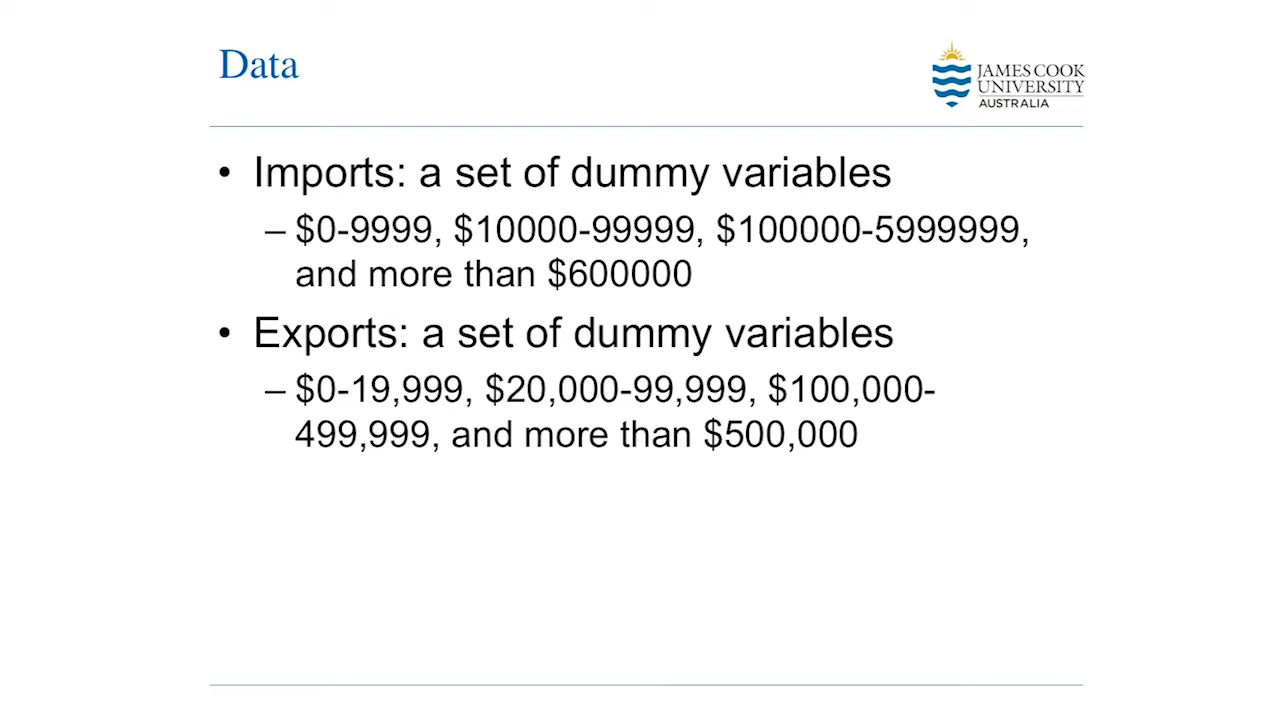 Data
JAMES COOK
UNIVERSITY
AUSTRALIA
• Imports: a set of dummy variables
– $0-9999, $10000-99999, $100000-5999999,
and more than $600000
• Exports: a set of dummy variables
– $0-19,999, $20,000-99,999, $100,000-
499,999, and more than $500,000